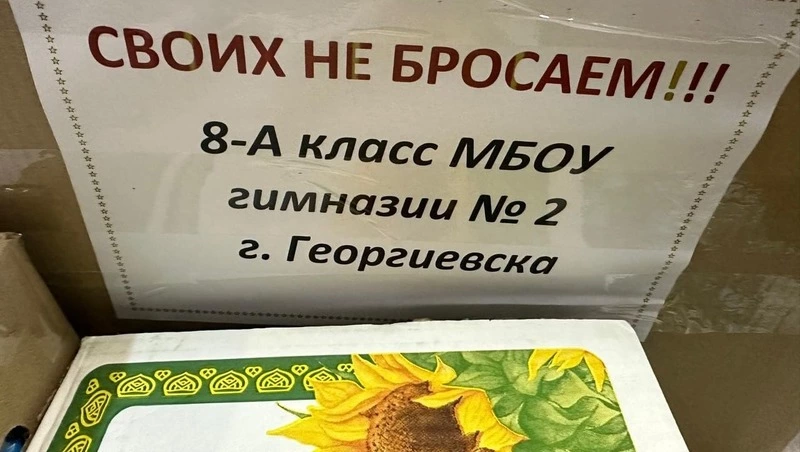 СВОИХ НЕ БРОСАЕМ!!!
8-А класс МБОУ
гимназии № 2
г. Георгиевска